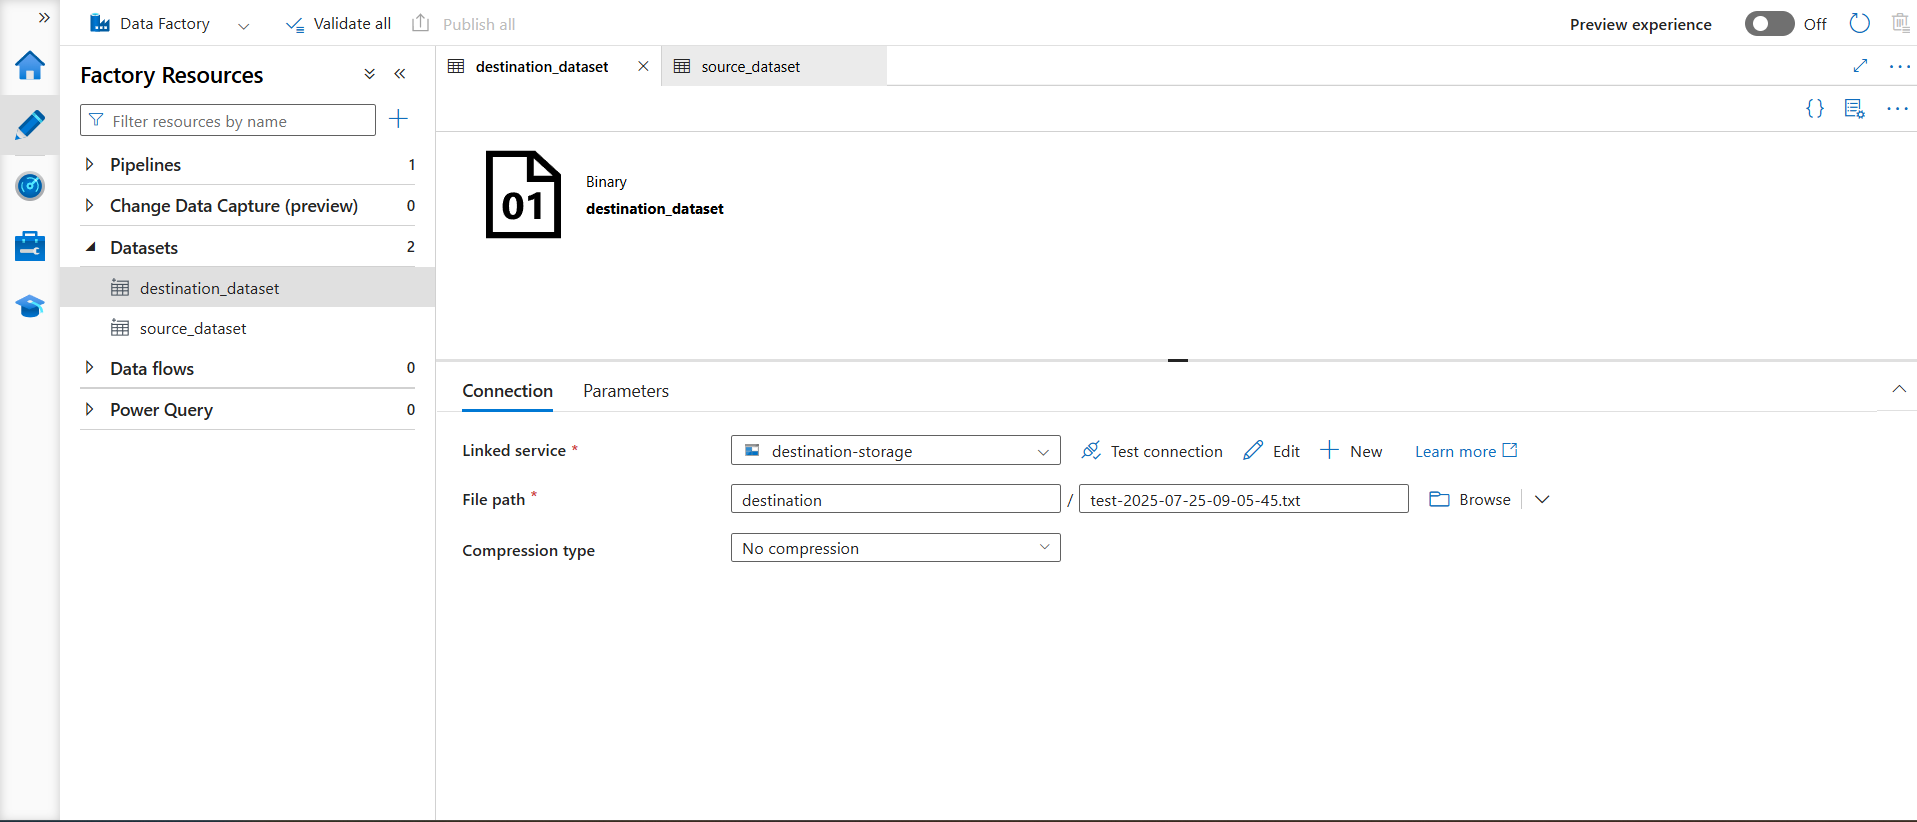 Data Factory
Validate all
Publish all
Preview experience
Off
Factory Resources
Filter resources by name
Pipelines 1
Change Data Capture (preview) 0
Datasets 2
destination_dataset
source_dataset
Data flows 0
Power Query 0
destination_dataset
source_dataset
01
Binary
destination_dataset
Connection
Parameters
Linked service *
destination-storage
Test connection
Edit
New
Learn more
File path *
destination / test-2025-07-25-09-05-45.txt
Browse
Compression type
No compression